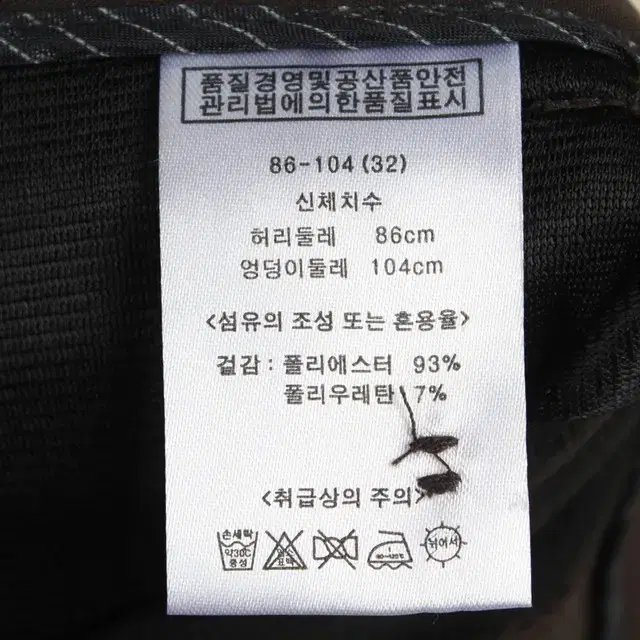 품질경영및공산품안전
관리법에의한품질표시
86-104(32)
신체치수
허리둘레 86cm
엉덩이둘레 104cm
<섬유의 조성 또는 혼용율>
겉감 : 폴리에스터 93%
폴리우레탄 7%
<취급상의 주의>
손세탁
약30℃
중성
표백
뉘어서